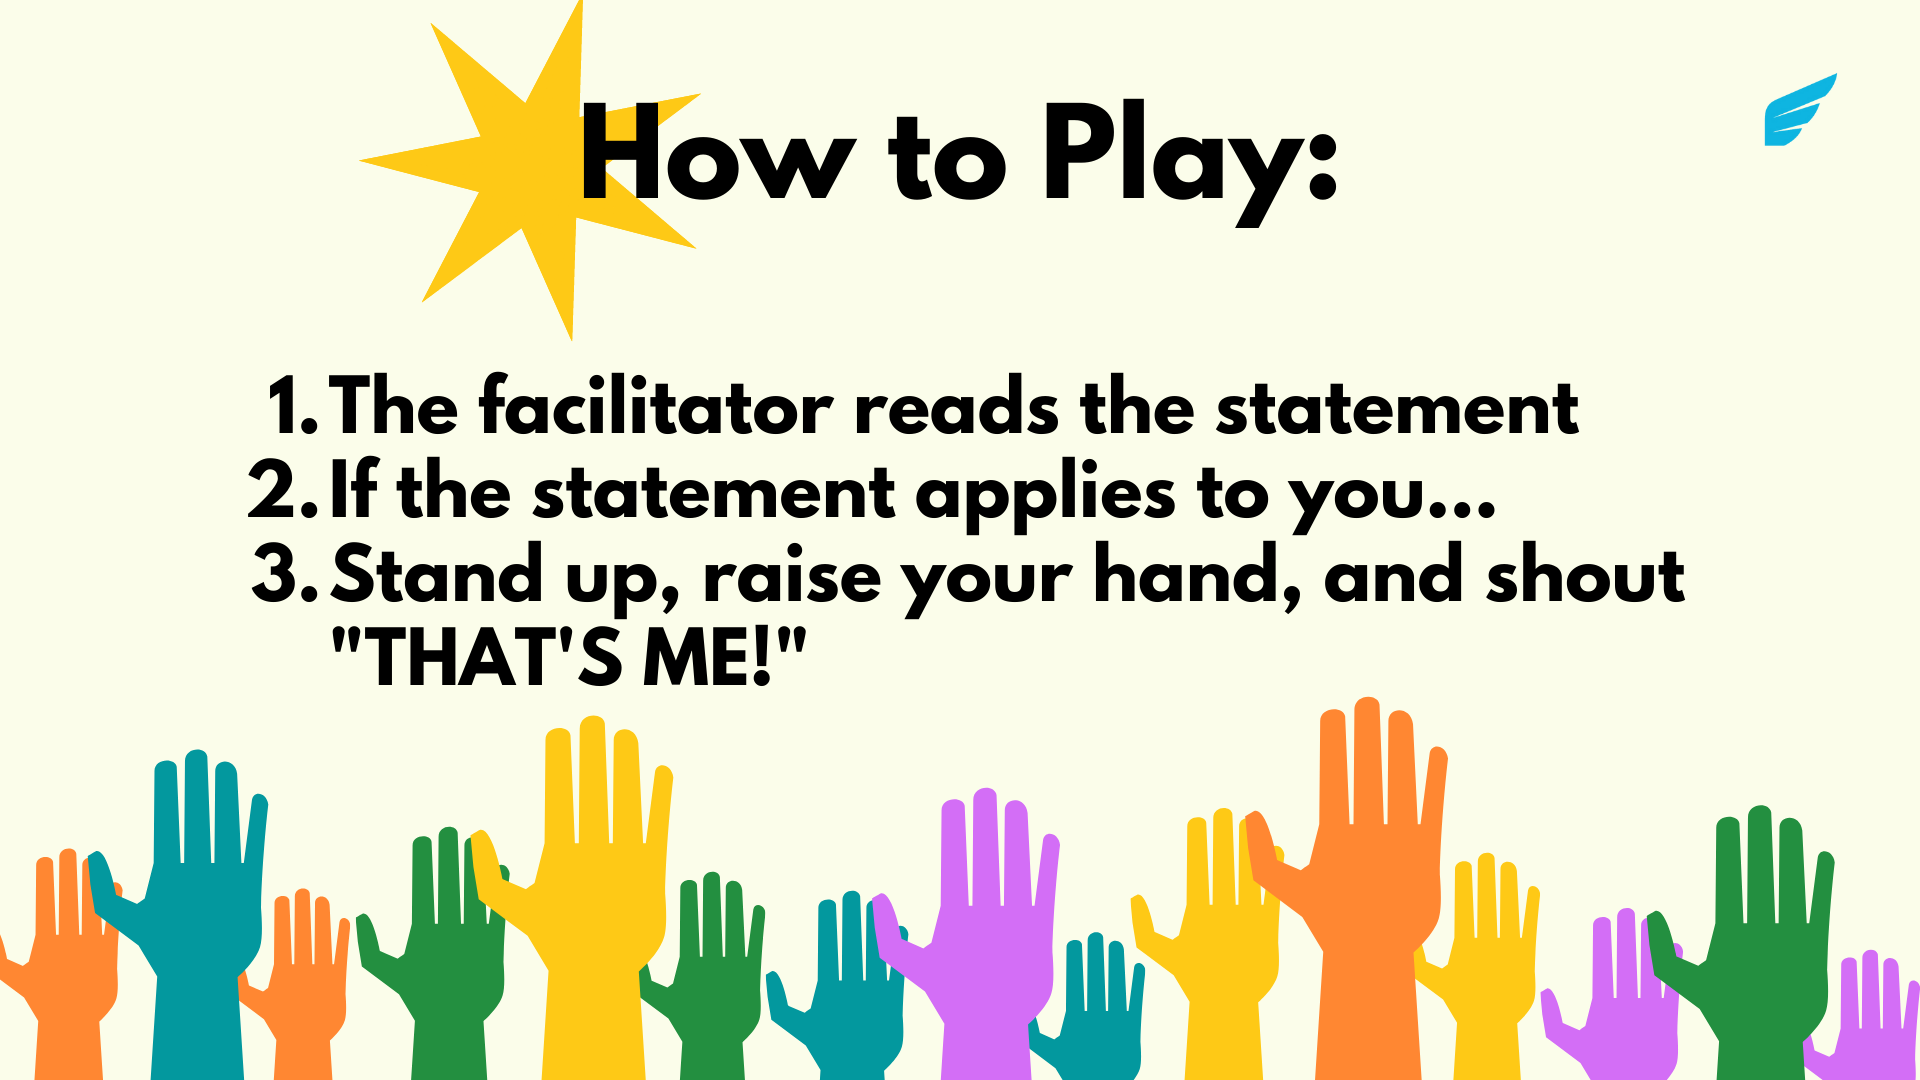 How to Play:
1. The facilitator reads the statement
2. If the statement applies to you...
3. Stand up, raise your hand, and shout
"THAT'S ME!"